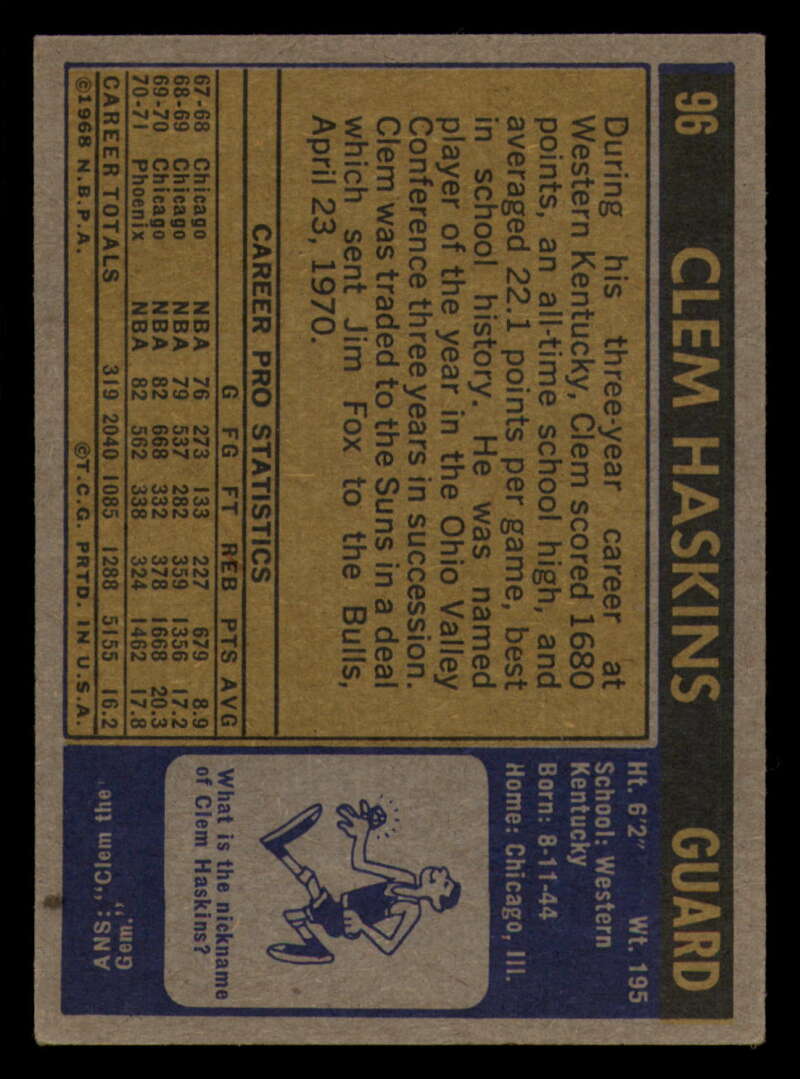 96 CLEM HASKINS GUARD
During his three-year career at
Western Kentucky, Clem scored 1680
points, an all-time school high, and
averaged 22.1 points per game, best
in school history. He was named
player of the year in the Ohio Valley
Conference three years in succession.
Clem was traded to the Suns in a deal
which sent Jim Fox to the Bulls,
April 23, 1970.
CAREER PRO STATISTICS
G FG FT REB PTS AVG
67-68 Chicago NBA 76 273 133 227 679 8.9
68-69 Chicago NBA 79 537 282 359 1356 17.2
69-70 Chicago NBA 82 668 332 378 1668 20.3
70-71 Phoenix NBA 82 562 338 324 1462 17.8
CAREER TOTALS 319 2040 1085 1288 5155 16.2
©1968 N.B.P.A. ©T.C.G. PRTD. IN U.S.A.
Ht. 6'2" Wt. 195
School: Western
Kentucky
Born: 8-11-44
Home: Chicago, Ill.
What is the nickname
of Clem Haskins?
ANS: "Clem the
Gem."